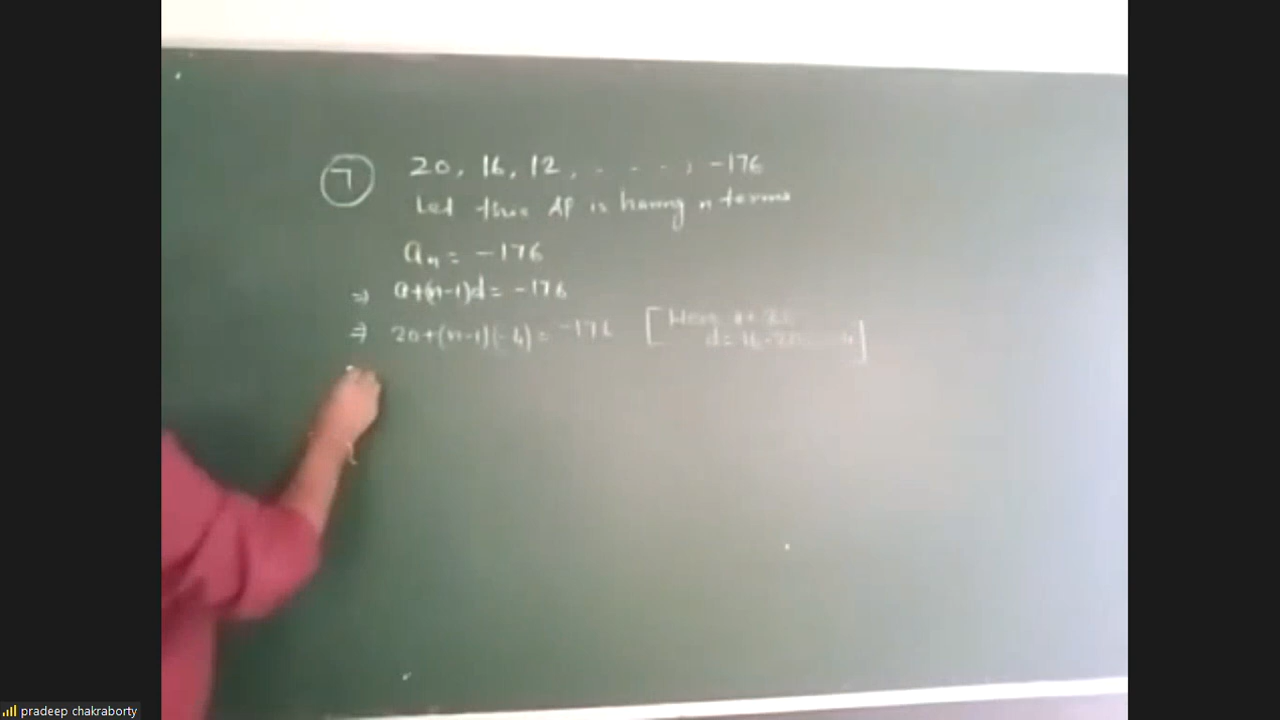 7 20, 16, 12, . . . , -176
Let this AP is having n terms
aₙ = -176
⇒ a+(n-1)d = -176
⇒ 20+(n-1)(-4) = -176 [Here a = 20
d = 16-20 = -4]
pradeep chakraborty